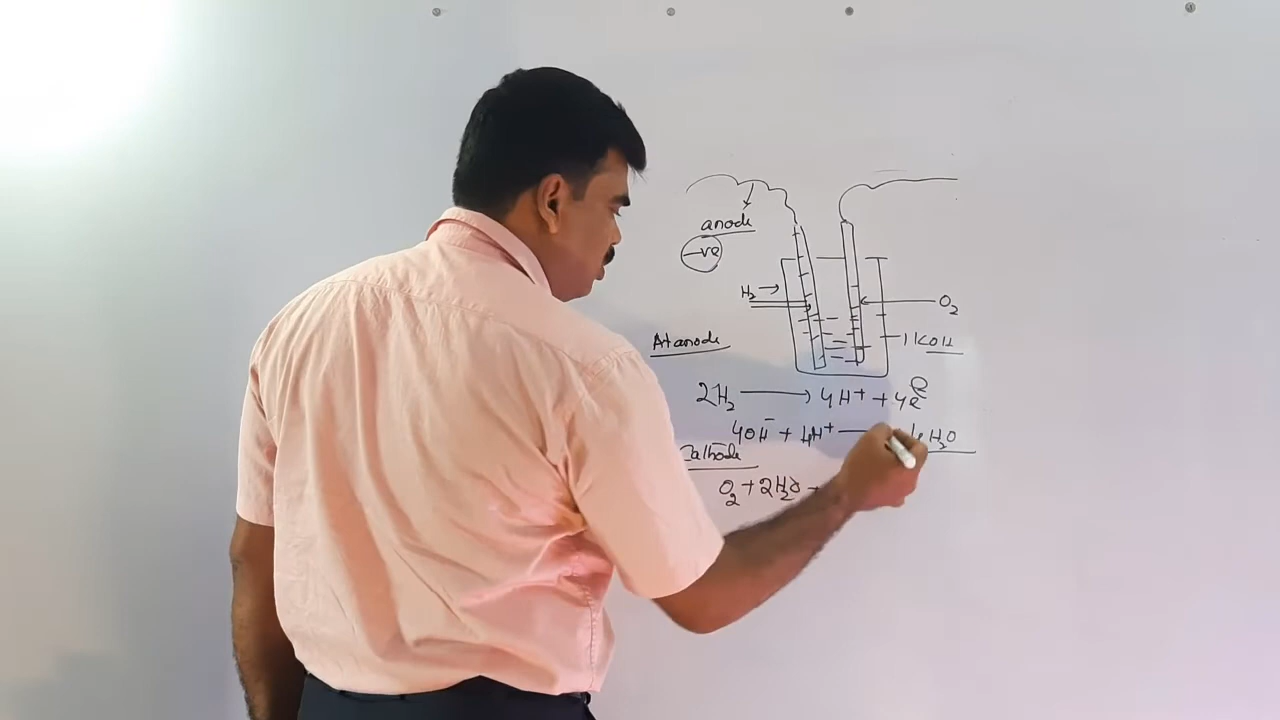 anode
-ve
H₂ →
O₂
KOH
At anode
2H₂ → 4H⁺ + 4e⊖
4OH⁻ + 4H⁺ → 4H₂O
Cathode
O₂ + 2H₂O +